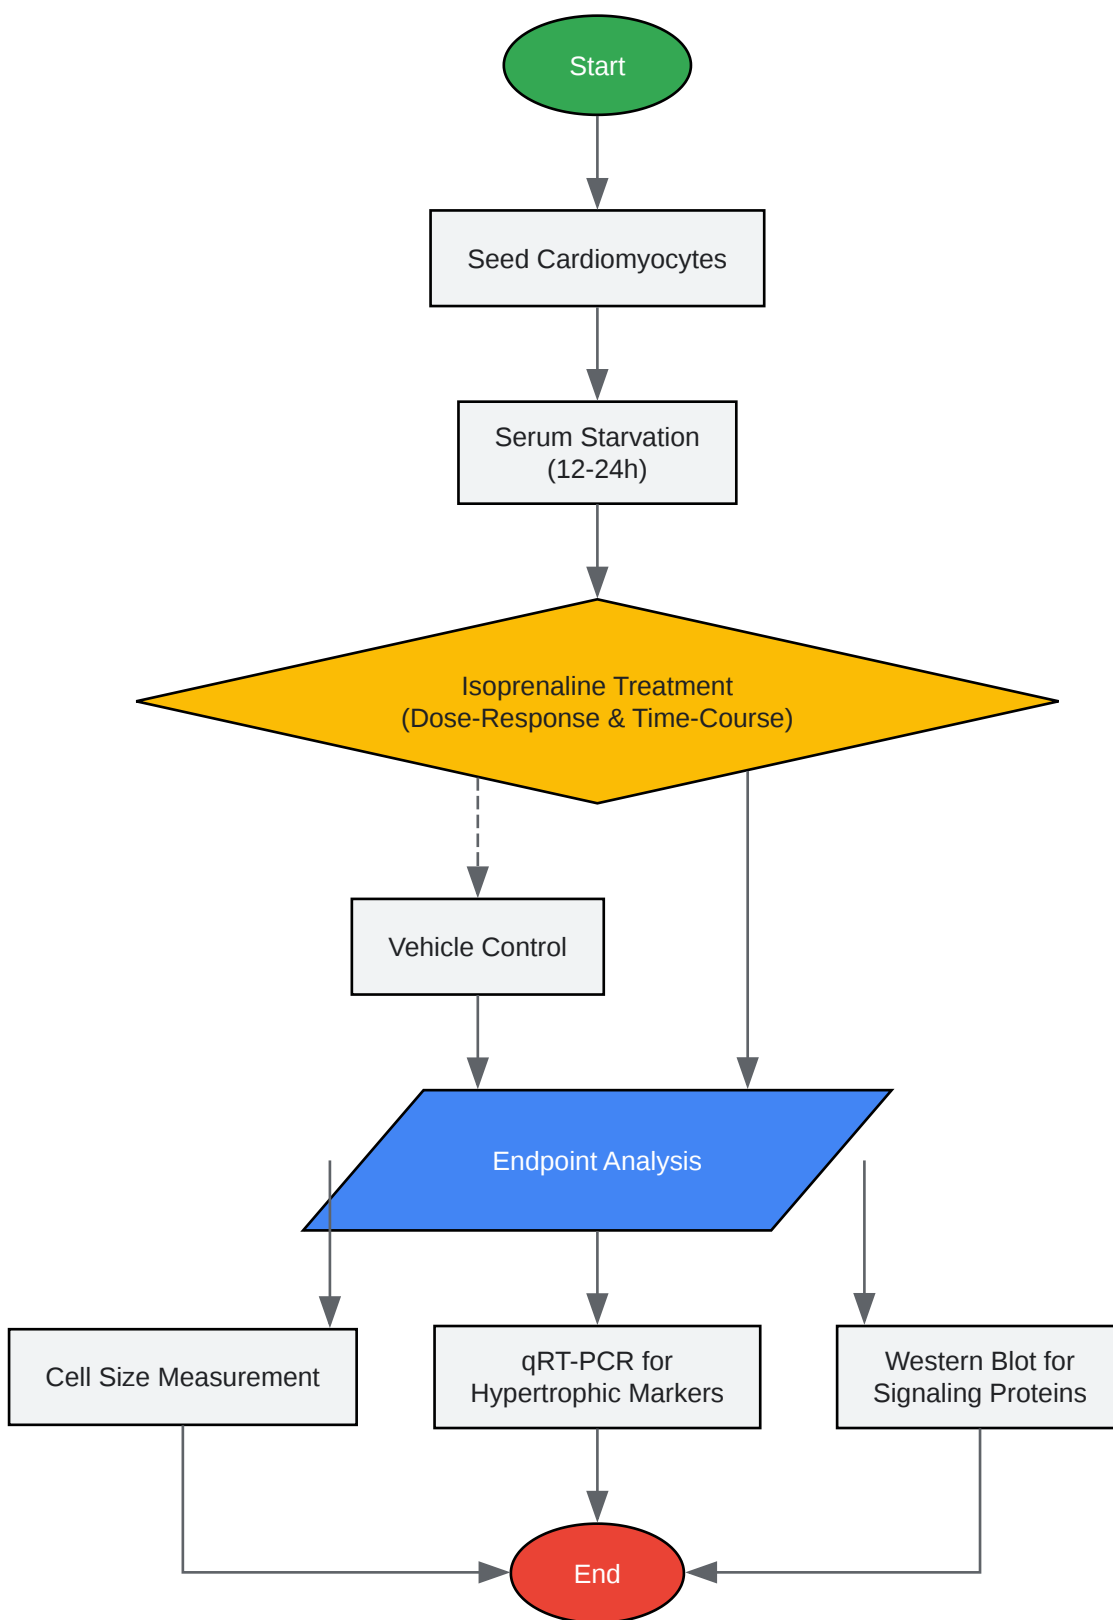 Start
Seed Cardiomyocytes
Serum Starvation
(12-24h)
Isoprenaline Treatment
(Dose-Response & Time-Course)
Vehicle Control
Endpoint Analysis
Cell Size Measurement
qRT-PCR for
Hypertrophic Markers
Western Blot for
Signaling Proteins
End